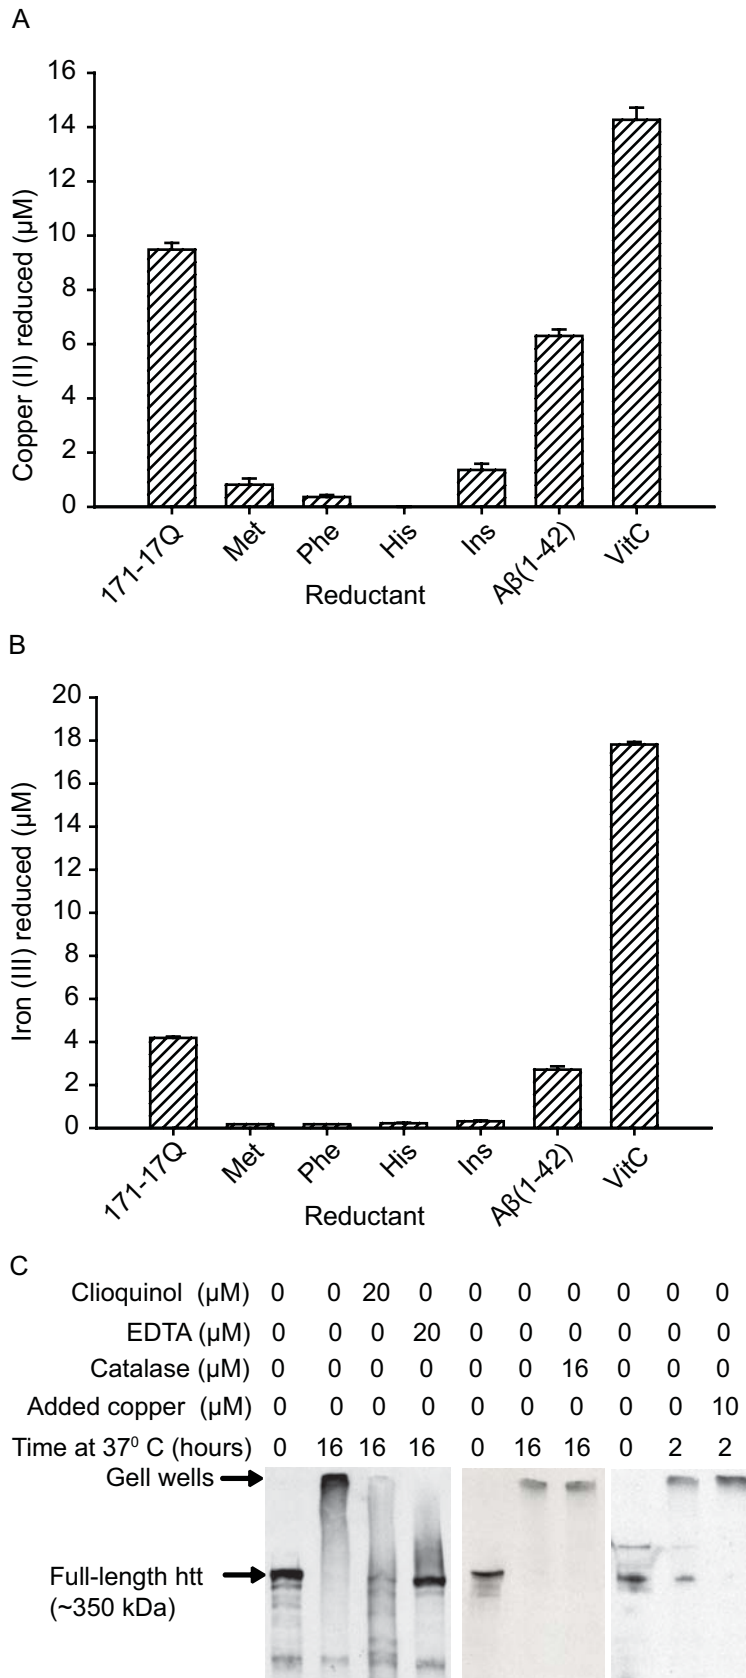 A
Copper (II) reduced (µM)
16
14
12
10
8
6
4
2
0
171-17Q Met Phe His Ins Aβ(1-42) VitC
Reductant
B
Iron (III) reduced (µM)
20
18
16
14
12
10
8
6
4
2
0
171-17Q Met Phe His Ins Aβ(1-42) VitC
Reductant
C
Clioquinol (µM) 0 0 20 0 0 0 0 0 0 0
EDTA (µM) 0 0 0 20 0 0 0 0 0 0
Catalase (µM) 0 0 0 0 0 0 16 0 0 0
Added copper (µM) 0 0 0 0 0 0 0 0 0 10
Time at 37⁰ C (hours) 0 16 16 16 0 16 16 0 2 2
Gell wells
Full-length htt
(~350 kDa)